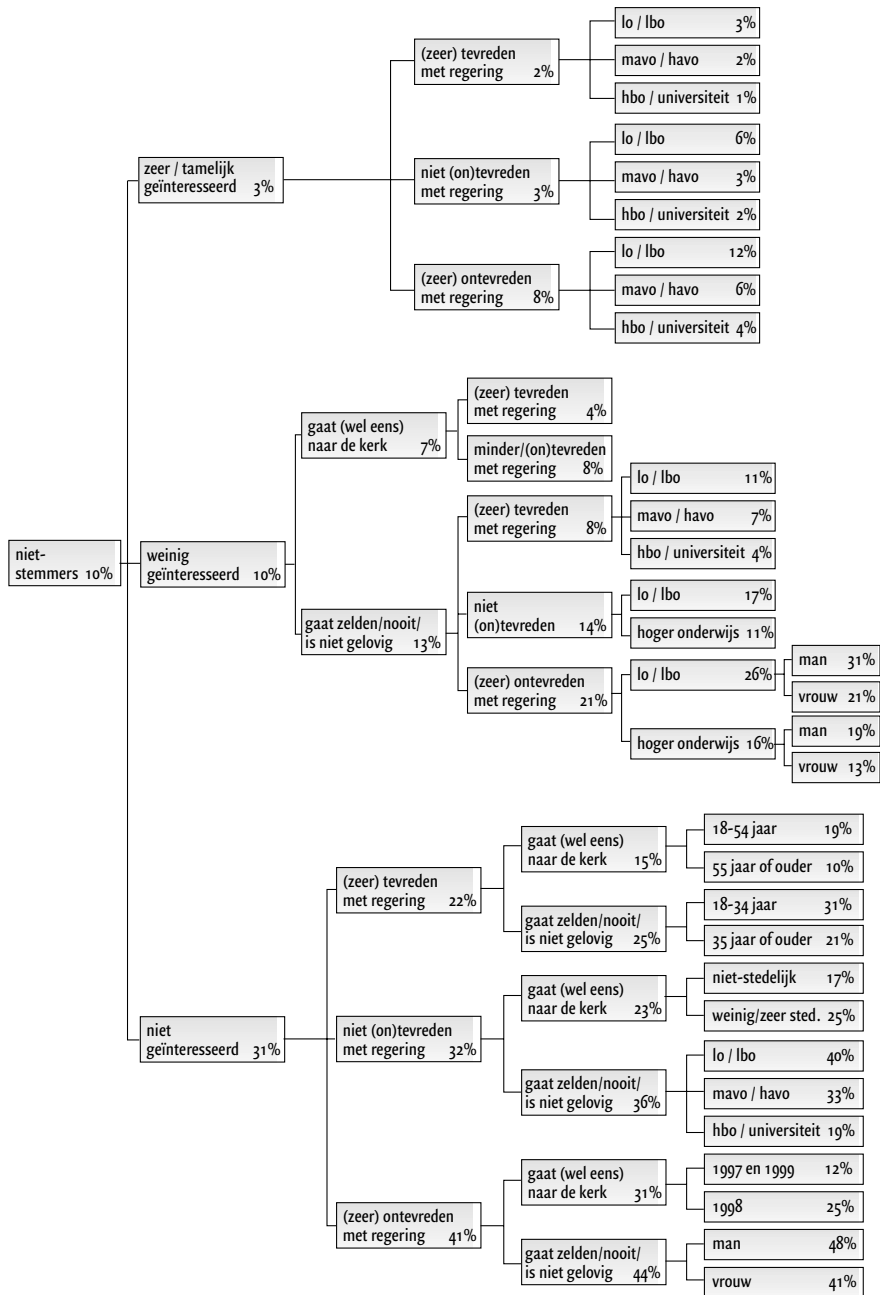 niet-
stemmers 10%
zeer / tamelijk
geïnteresseerd 3%
(zeer) tevreden
met regering 2%
lo / lbo 3%
mavo / havo 2%
hbo / universiteit 1%
niet (on)tevreden
met regering 3%
lo / lbo 6%
mavo / havo 3%
hbo / universiteit 2%
(zeer) ontevreden
met regering 8%
lo / lbo 12%
mavo / havo 6%
hbo / universiteit 4%
weinig
geïnteresseerd 10%
gaat (wel eens)
naar de kerk 7%
(zeer) tevreden
met regering 4%
minder/(on)tevreden
met regering 8%
gaat zelden/nooit/
is niet gelovig 13%
(zeer) tevreden
met regering 8%
lo / lbo 11%
mavo / havo 7%
hbo / universiteit 4%
niet
(on)tevreden 14%
lo / lbo 17%
hoger onderwijs 11%
(zeer) ontevreden
met regering 21%
lo / lbo 26%
man 31%
vrouw 21%
hoger onderwijs 16%
man 19%
vrouw 13%
niet
geïnteresseerd 31%
(zeer) tevreden
met regering 22%
gaat (wel eens)
naar de kerk 15%
18-54 jaar 19%
55 jaar of ouder 10%
gaat zelden/nooit/
is niet gelovig 25%
18-34 jaar 31%
35 jaar of ouder 21%
niet (on)tevreden
met regering 32%
gaat (wel eens)
naar de kerk 23%
niet-stedelijk 17%
weinig/zeer sted. 25%
gaat zelden/nooit/
is niet gelovig 36%
lo / lbo 40%
mavo / havo 33%
hbo / universiteit 19%
(zeer) ontevreden
met regering 41%
gaat (wel eens)
naar de kerk 31%
1997 en 1999 12%
1998 25%
gaat zelden/nooit/
is niet gelovig 44%
man 48%
vrouw 41%